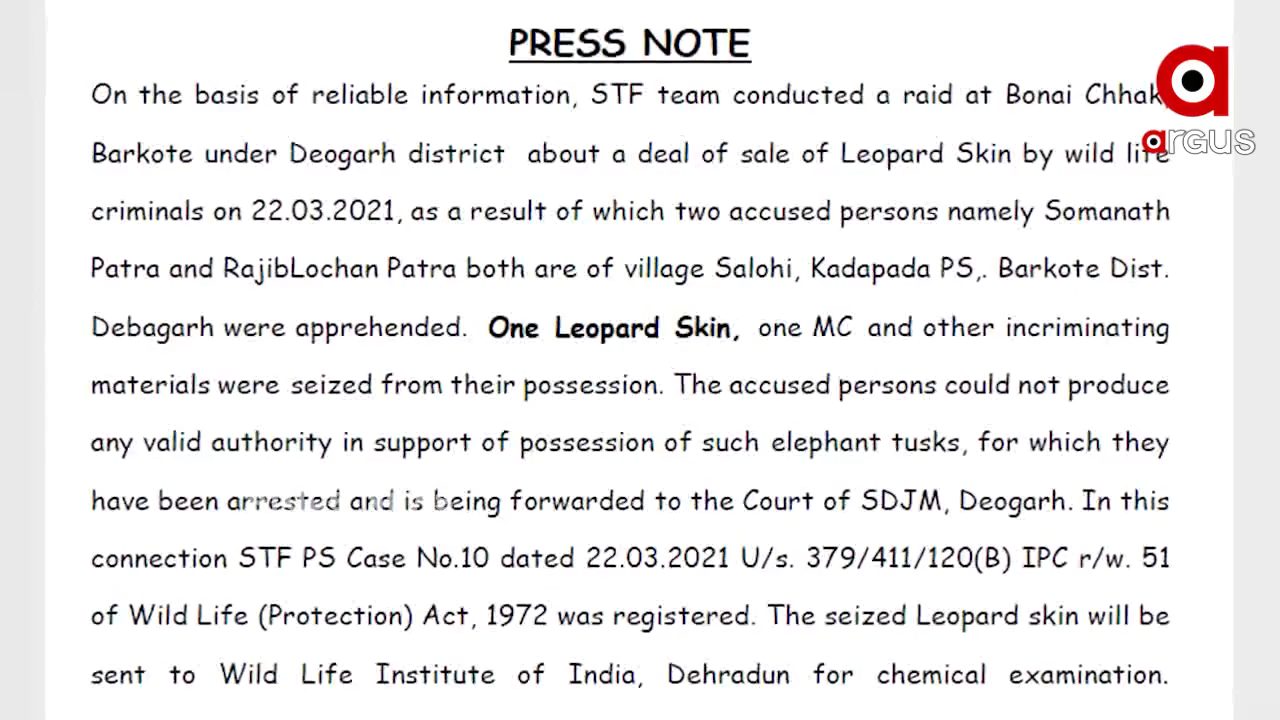 PRESS NOTE
On the basis of reliable information, STF team conducted a raid at Bonai Chhak,
Barkote under Deogarh district about a deal of sale of Leopard Skin by wild life
criminals on 22.03.2021, as a result of which two accused persons namely Somanath
Patra and RajibLochan Patra both are of village Salohi, Kadapada PS,. Barkote Dist.
Debagarh were apprehended. One Leopard Skin, one MC and other incriminating
materials were seized from their possession. The accused persons could not produce
any valid authority in support of possession of such elephant tusks, for which they
have been arrested and is being forwarded to the Court of SDJM, Deogarh. In this
connection STF PS Case No.10 dated 22.03.2021 U/s. 379/411/120(B) IPC r/w. 51
of Wild Life (Protection) Act, 1972 was registered. The seized Leopard skin will be
sent to Wild Life Institute of India, Dehradun for chemical examination.
a
argus